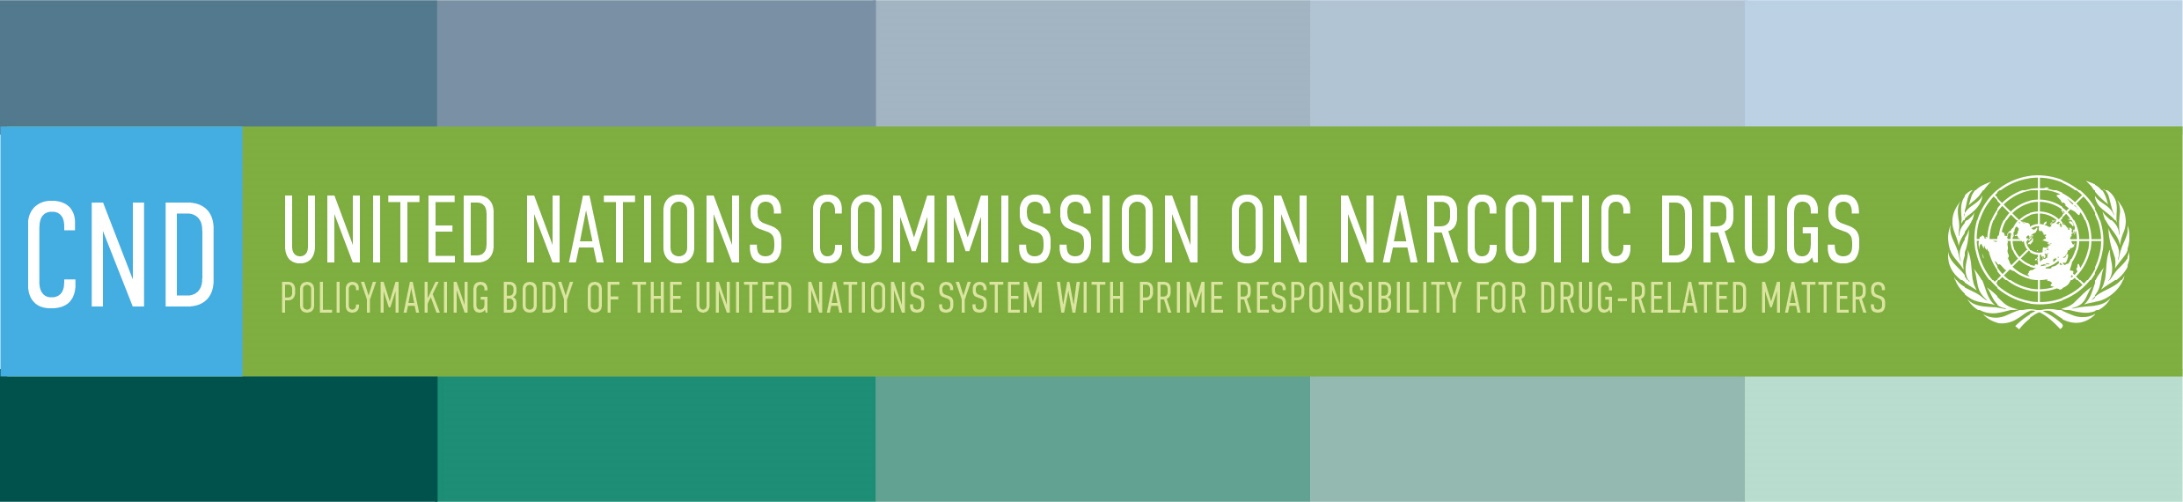 CND
UNITED NATIONS COMMISSION ON NARCOTIC DRUGS
POLICYMAKING BODY OF THE UNITED NATIONS SYSTEM WITH PRIME RESPONSIBILITY FOR DRUG-RELATED MATTERS